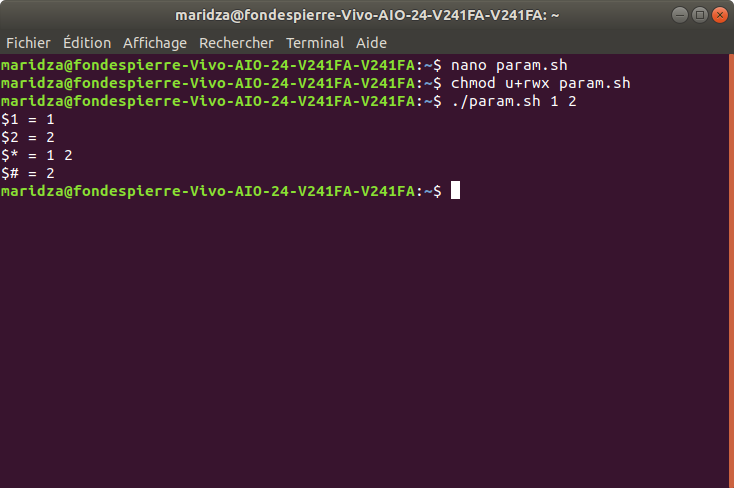 maridza@fondespierre-Vivo-AIO-24-V241FA-V241FA: ~
Fichier Édition Affichage Rechercher Terminal Aide
maridza@fondespierre-Vivo-AIO-24-V241FA-V241FA:~$ nano param.sh
maridza@fondespierre-Vivo-AIO-24-V241FA-V241FA:~$ chmod u+rwx param.sh
maridza@fondespierre-Vivo-AIO-24-V241FA-V241FA:~$ ./param.sh 1 2
$1 = 1
$2 = 2
$* = 1 2
$# = 2
maridza@fondespierre-Vivo-AIO-24-V241FA-V241FA:~$